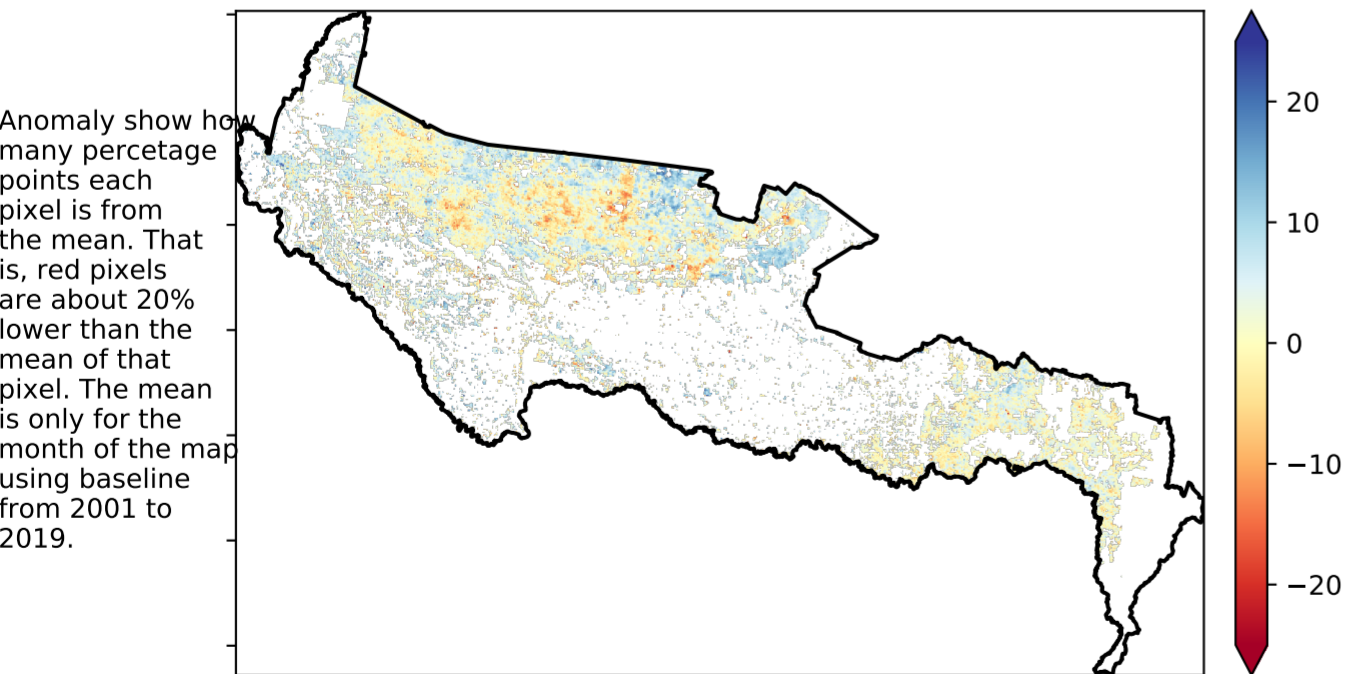 Anomaly show how
many percetage
points each
pixel is from
the mean. That
is, red pixels
are about 20%
lower than the
mean of that
pixel. The mean
is only for the
month of the map
using baseline
from 2001 to
2019.
20
10
0
−10
−20